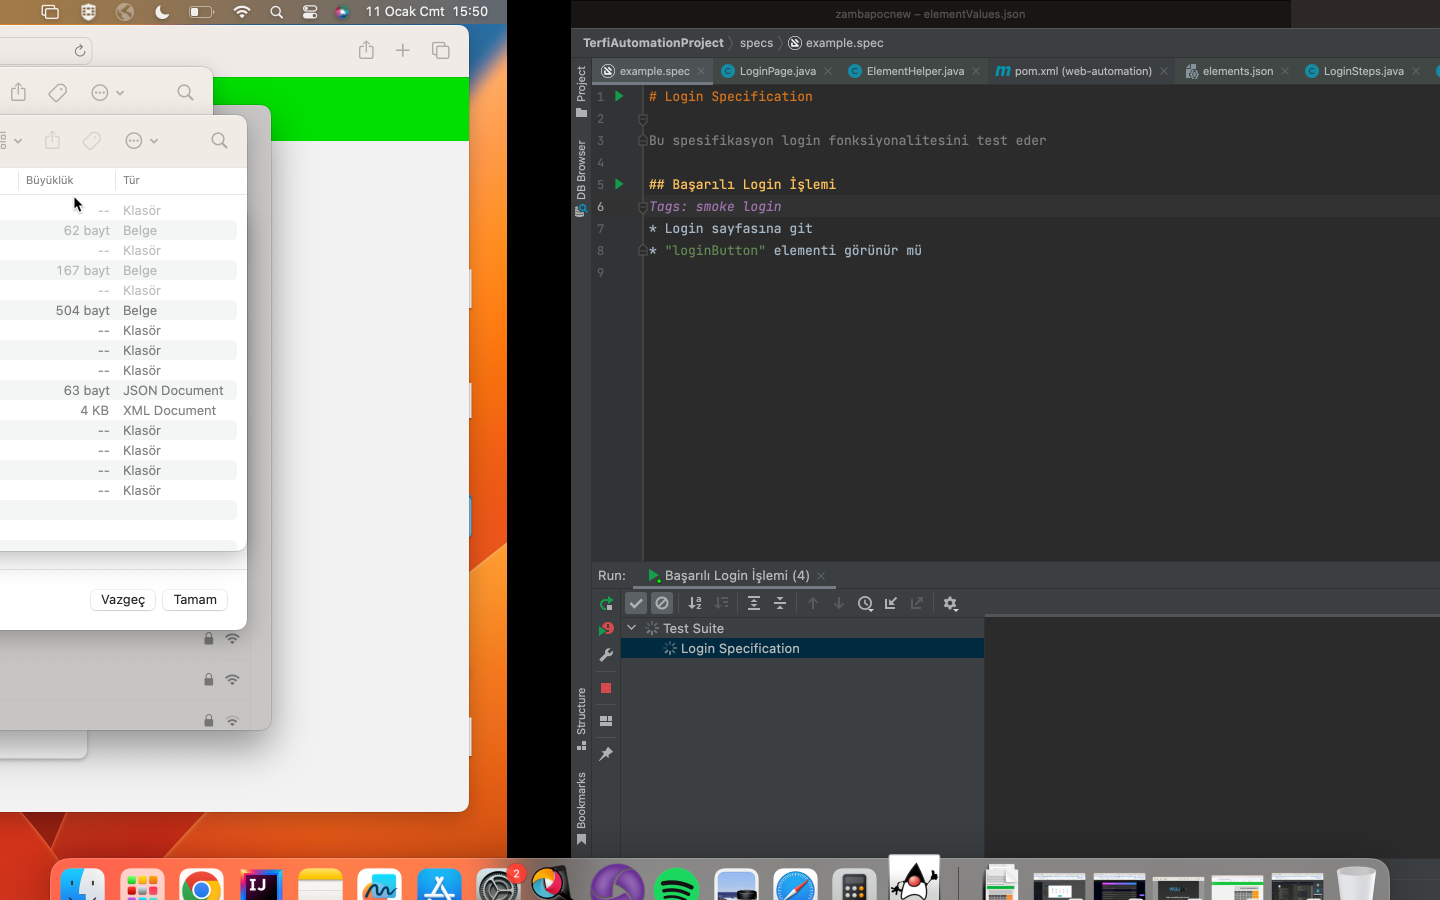 11 Ocak Cmt 15:50
Büyüklük Tür
-- Klasör
62 bayt Belge
-- Klasör
167 bayt Belge
-- Klasör
504 bayt Belge
-- Klasör
-- Klasör
-- Klasör
63 bayt JSON Document
4 KB XML Document
-- Klasör
-- Klasör
-- Klasör
-- Klasör
Vazgeç Tamam
zambapocnew – elementValues.json
TerfiAutomationProject specs example.spec
example.spec LoginPage.java ElementHelper.java pom.xml (web-automation) elements.json LoginSteps.java
Project
DB Browser
Structure
Bookmarks
1 # Login Specification
2
3 Bu spesifikasyon login fonksiyonalitesini test eder
4
5 ## Başarılı Login İşlemi
6 Tags: smoke login
7 * Login sayfasına git
8 * "loginButton" elementi görünür mü
9
Run: Başarılı Login İşlemi (4)
Test Suite
Login Specification
IJ
2